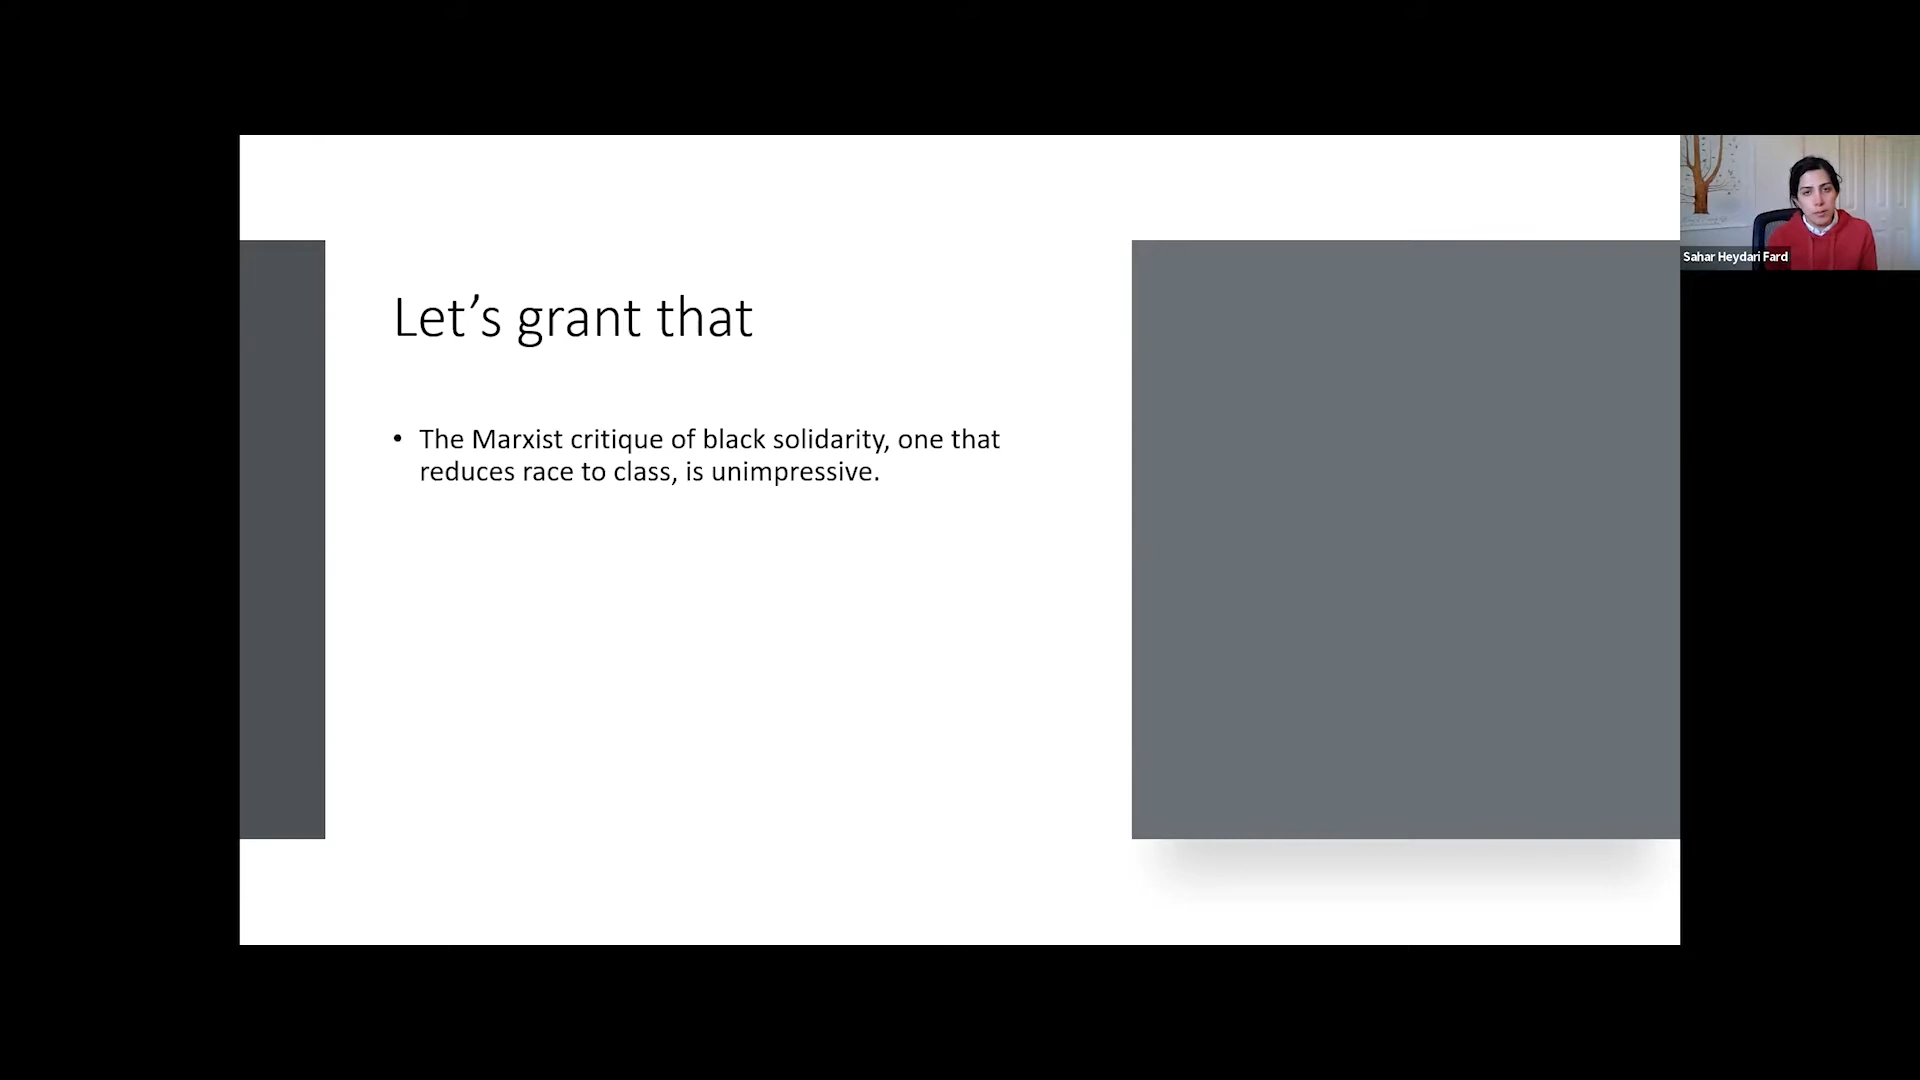 Let’s grant that
• The Marxist critique of black solidarity, one that
reduces race to class, is unimpressive.
Sahar Heydari Fard